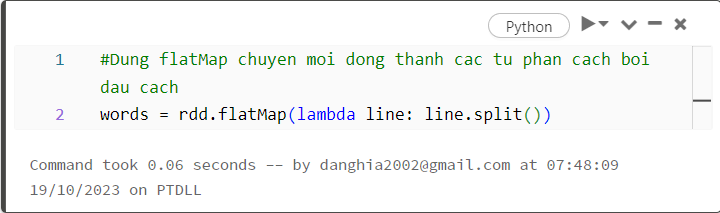 Python
1 #Dung flatMap chuyen moi dong thanh cac tu phan cach boi
dau cach
2 words = rdd.flatMap(lambda line: line.split())
Command took 0.06 seconds -- by danghia2002@gmail.com at 07:48:09
19/10/2023 on PTDLL